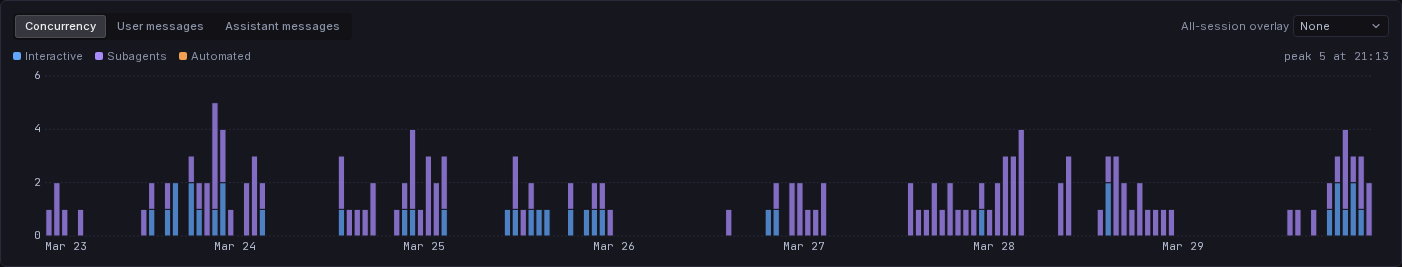 Concurrency User messages Assistant messages All-session overlay None
Interactive Subagents Automated peak 5 at 21:13
6
4
2
0
Mar 23 Mar 24 Mar 25 Mar 26 Mar 27 Mar 28 Mar 29